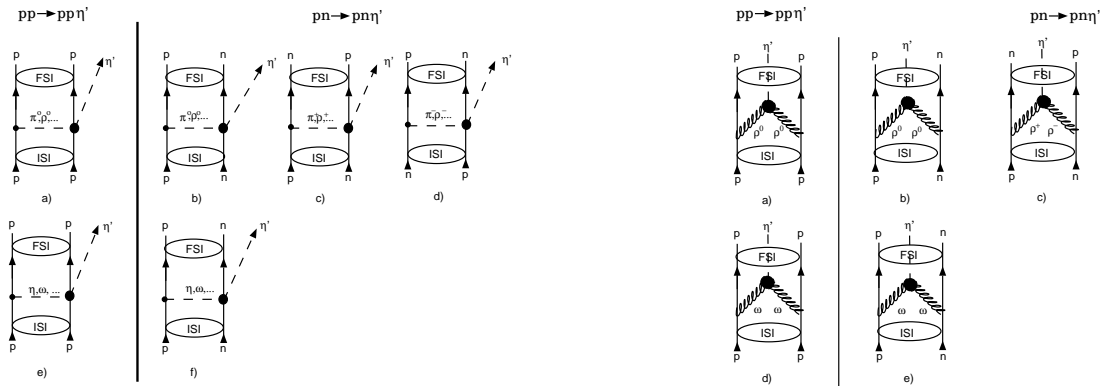 pp→ppη'
pn→pnη'
p p p n n p n p
η' η' η' η'
FSI FSI FSI FSI
π⁰,ρ⁰,... π⁰,ρ⁰,... π⁺,ρ⁺,... π⁻,ρ⁻,...
ISI ISI ISI ISI
p p p n p n n p
a) b) c) d)
p p p n
η' η'
FSI FSI
η,ω,... η,ω,...
ISI ISI
p p p n
e) f)
pp→ppη'
pn→pnη'
η' η' η'
p p p n n p
FSI FSI FSI
ρ⁰ ρ⁰ ρ⁰ ρ⁰ ρ⁺ ρ⁻
ISI ISI ISI
p p p n p n
a) b) c)
η' η'
p p p n
FSI FSI
ω ω ω ω
ISI ISI
p p p n
d) e)